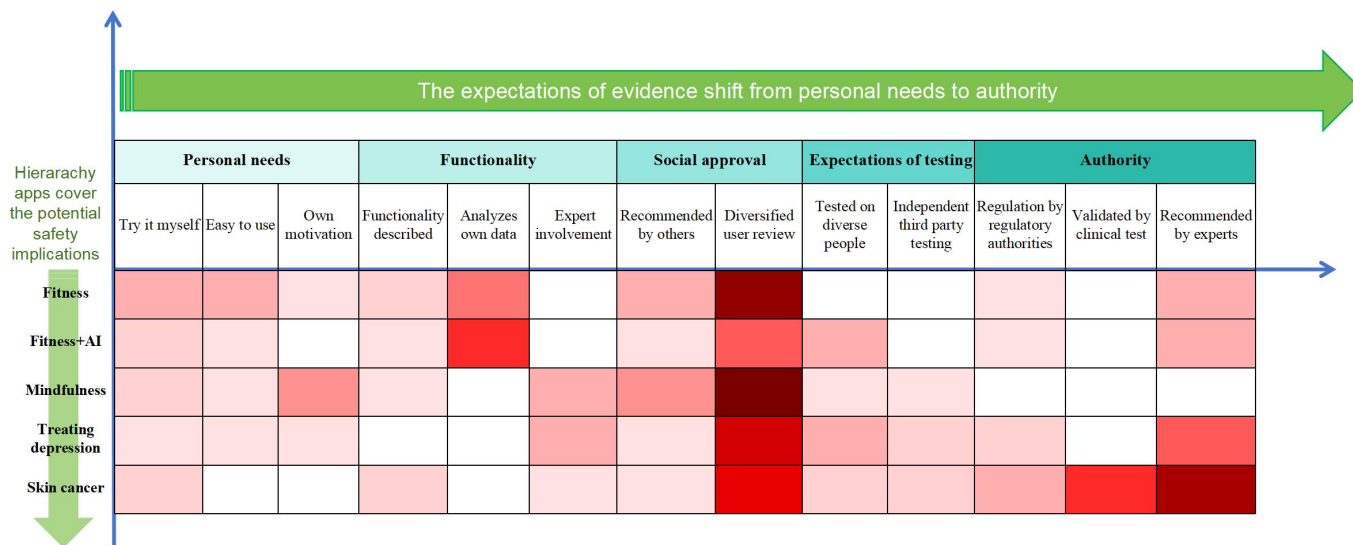 The expectations of evidence shift from personal needs to authority
Hierarachy
apps cover
the potential
safety
implications
Personal needs
Functionality
Social approval
Expectations of testing
Authority
Try it myself
Easy to use
Own
motivation
Functionality
described
Analyzes
own data
Expert
involvement
Recommended
by others
Diversified
user review
Tested on
diverse
people
Independent
third party
testing
Regulation by
regulatory
authorities
Validated by
clinical test
Recommended
by experts
Fitness
Fitness+AI
Mindfulness
Treating
depression
Skin cancer